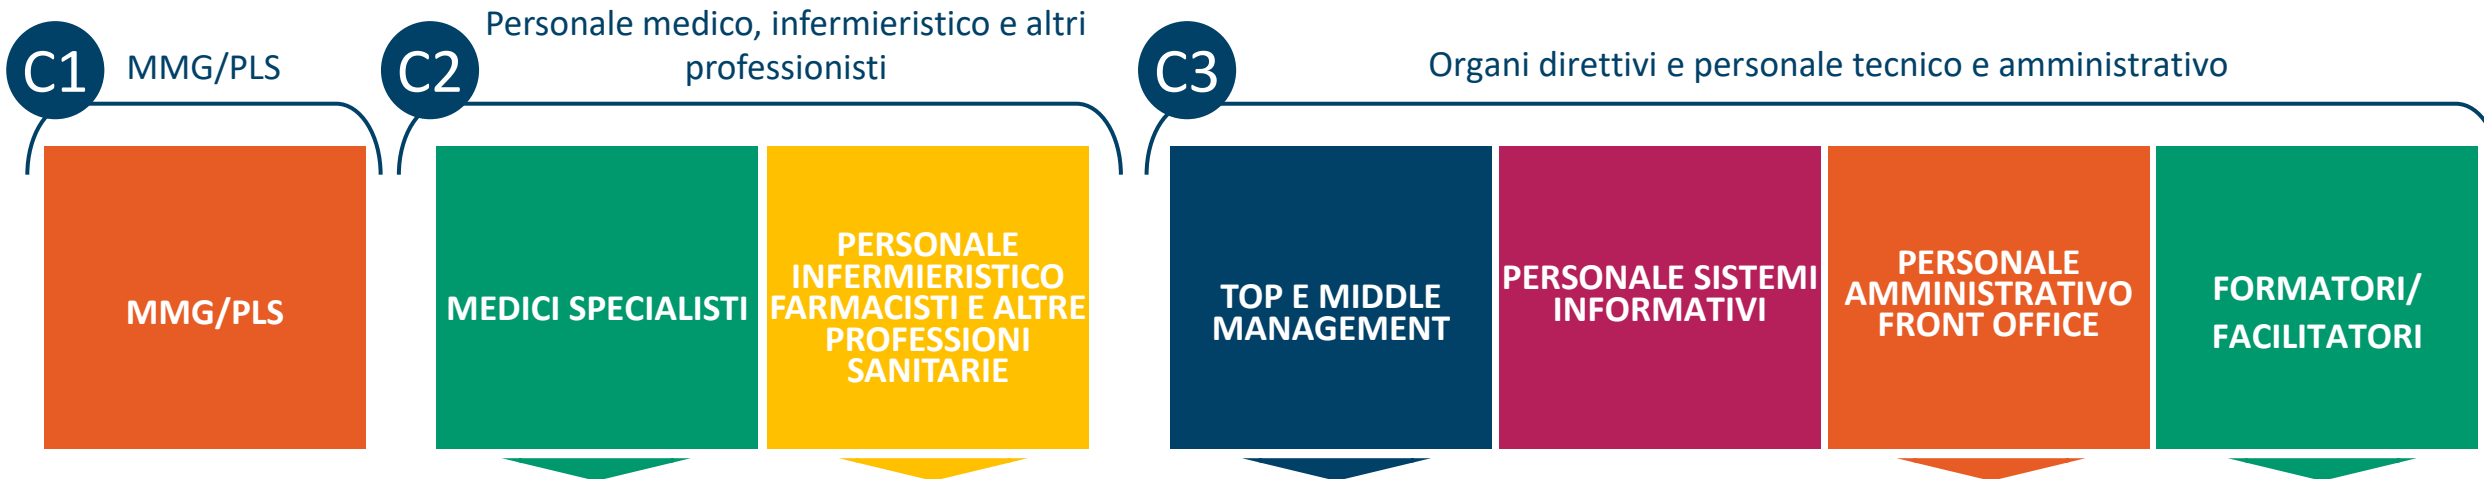 C1
MMG/PLS
C2
Personale medico, infermieristico e altri
professionisti
C3
Organi direttivi e personale tecnico e amministrativo
MMG/PLS
MEDICI SPECIALISTI
PERSONALE
INFERMIERISTICO
FARMACISTI E ALTRE
PROFESSIONI
SANITARIE
TOP E MIDDLE
MANAGEMENT
PERSONALE SISTEMI
INFORMATIVI
PERSONALE
AMMINISTRATIVO
FRONT OFFICE
FORMATORI/
FACILITATORI